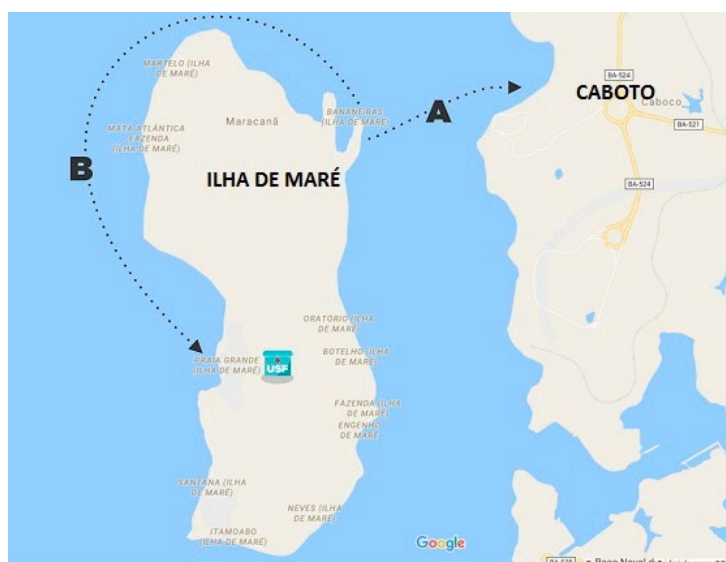 MARTELO (ILHA
DE MARÉ)
BA-524
CABOTO
Caboco
BANANEIRAS
(ILHA DE MARÉ)
A
Maracanã
BA-521
MATA ATLÂNTICA
FAZENDA
(ILHA DE MARÉ)
B
ILHA DE MARÉ
BA-524
ORATÓRIO (ILHA
DE MARÉ)
BOTELHO (ILHA
DE MARÉ)
PRAIA GRANDE
(ILHA DE MARÉ)
USF
FAZENDA (ILHA
DE MARÉ)
ENGENHO
DE MARÉ
SANTANA (ILHA
DE MARÉ)
NEVES (ILHA
DE MARÉ)
ITAMOABO
(ILHA DE MARÉ)
Google